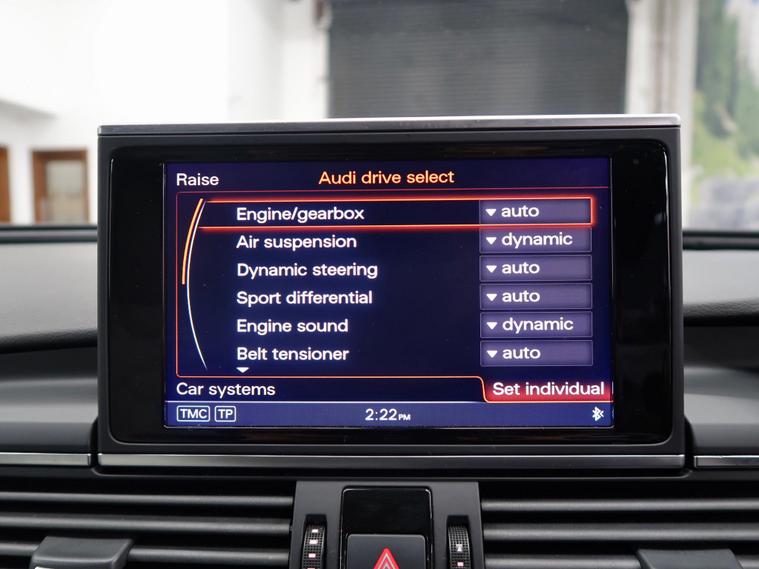 Raise Audi drive select
Engine/gearbox auto
Air suspension dynamic
Dynamic steering auto
Sport differential auto
Engine sound dynamic
Belt tensioner auto
Car systems Set individual
TMC TP 2:22PM